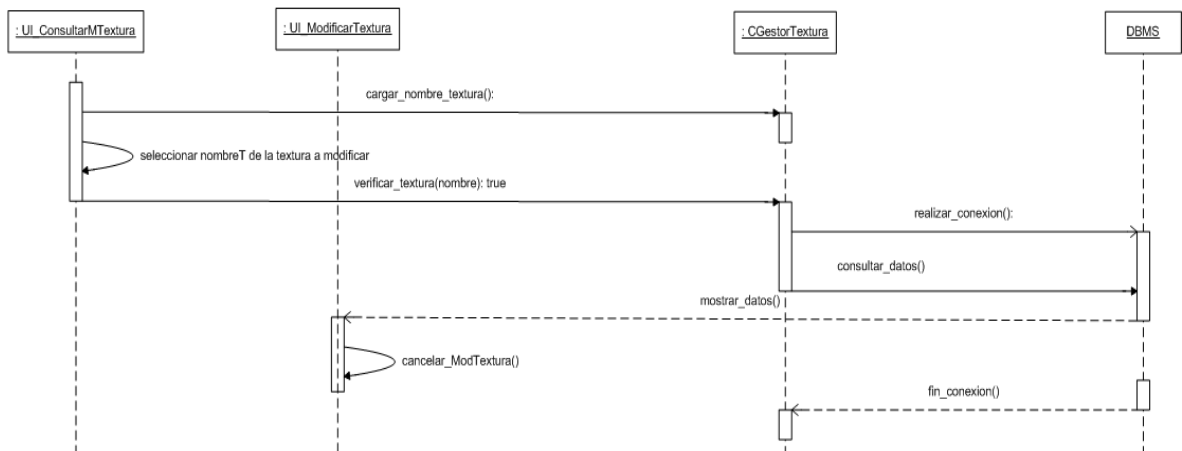 : UI_ConsultarMTextura
: UI_ModificarTextura
: CGestorTextura
DBMS
cargar_nombre_textura():
seleccionar nombreT de la textura a modificar
verificar_textura(nombre): true
realizar_conexion():
consultar_datos()
mostrar_datos()
cancelar_ModTextura()
fin_conexion()